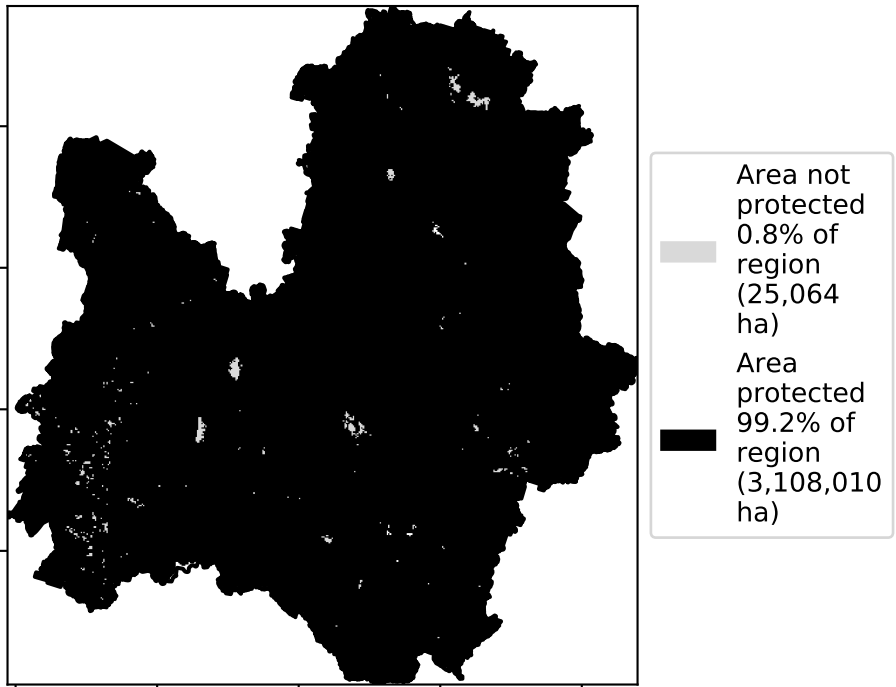 Area not
protected
0.8% of
region
(25,064
ha)
Area
protected
99.2% of
region
(3,108,010
ha)